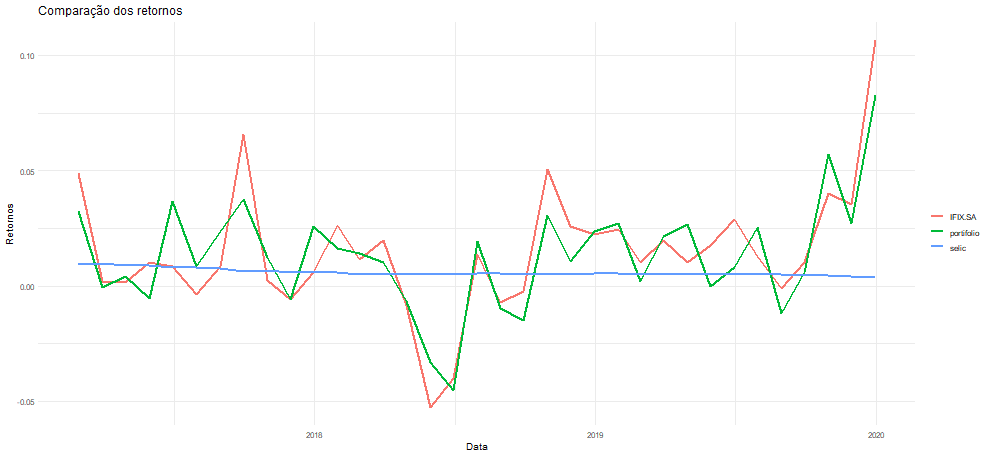 Comparação dos retornos
Retornos
0.10
0.05
0.00
-0.05
2018
2019
2020
Data
IFIX.SA
portifolio
selic